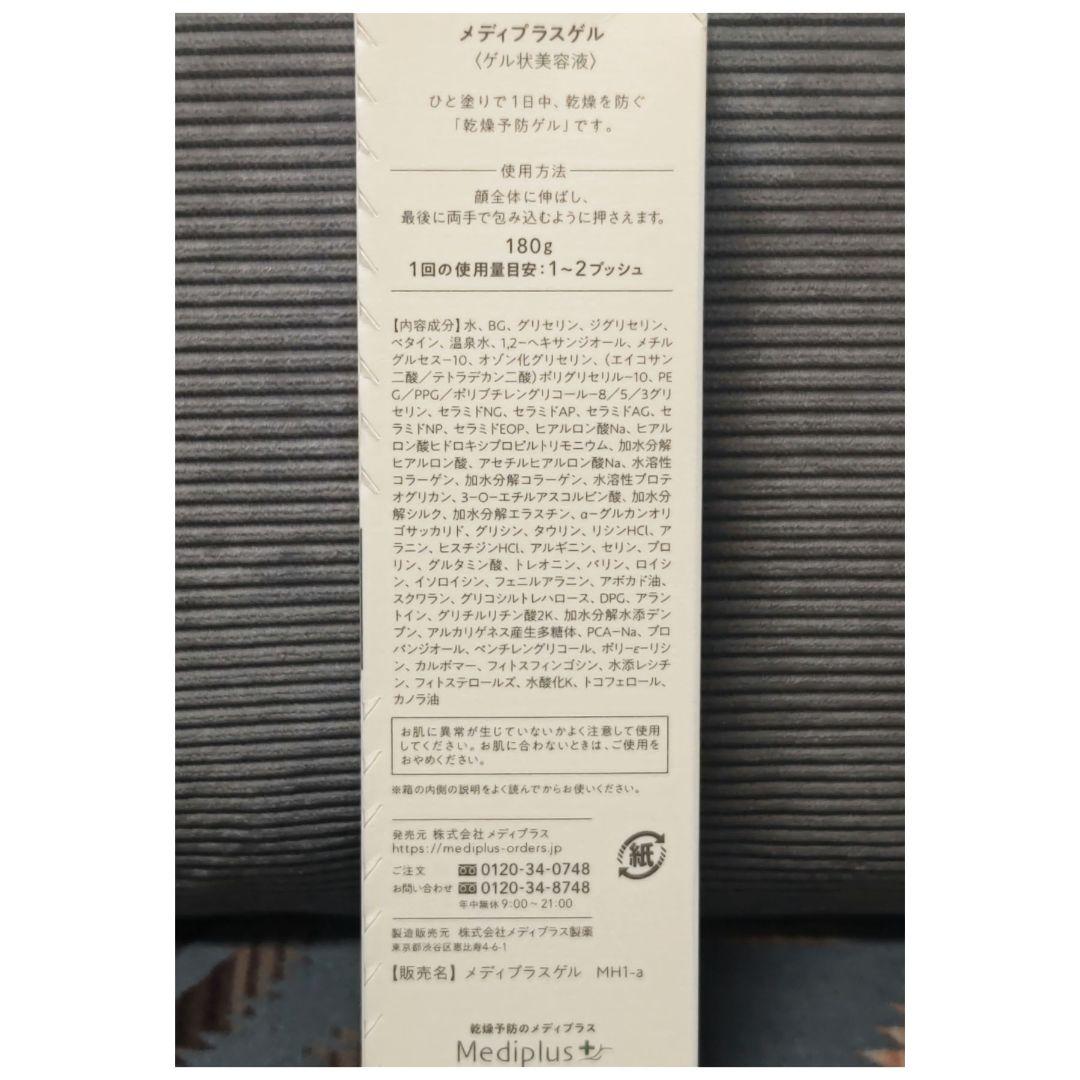 メディプラスゲル
〈ゲル状美容液〉
ひと塗りで1日中、乾燥を防ぐ
「乾燥予防ゲル」です。
使用方法
顔全体に伸ばし、
最後に両手で包み込むように押さえます。
180g
1回の使用量目安：1〜2プッシュ
【内容成分】水、BG、グリセリン、ジグリセリン、
ベタイン、温泉水、1,2-ヘキサンジオール、メチル
グルセス-10、オゾン化グリセリン、(エイコサン
二酸／テトラデカン二酸)ポリグリセリル-10、PE
G／PPG／ポリブチレングリコール-8／5／3グリ
セリン、セラミドNG、セラミドAP、セラミドAG、セ
ラミドNP、セラミドEOP、ヒアルロン酸Na、ヒアル
ロン酸ヒドロキシプロピルトリモニウム、加水分解
ヒアルロン酸、アセチルヒアルロン酸Na、水溶性
コラーゲン、加水分解コラーゲン、水溶性プロテ
オグリカン、3-O-エチルアスコルビン酸、加水分
解シルク、加水分解エラスチン、α-グルカンオリ
ゴサッカリド、グリシン、タウリン、リシンHCl、ア
ラニン、ヒスチジンHCl、アルギニン、セリン、プロ
リン、グルタミン酸、トレオニン、バリン、ロイシ
ン、イソロイシン、フェニルアラニン、アボカド油、
スクワラン、グリコシルトレハロース、DPG、アラン
トイン、グリチルリチン酸2K、加水分解水添デン
プン、アルカリゲネス産生多糖体、PCA-Na、プロ
パンジオール、ペンチレングリコール、ポリ-ε-リシ
ン、カルボマー、フィトスフィンゴシン、水添レシチ
ン、フィトステロールズ、水酸化K、トコフェロール、
カノラ油
お肌に異常が生じていないかよく注意して使用
してください。お肌に合わないときは、ご使用を
おやめください。
※箱の内側の説明をよく読んでからお使いください。
発売元 株式会社メディプラス
https://mediplus-orders.jp
ご注文 0120-34-0748
お問い合わせ 0120-34-8748
年中無休 9:00〜21:00
紙
製造販売元 株式会社メディプラス製薬
東京都渋谷区恵比寿4-6-1
【販売名】メディプラスゲル MH1-a
乾燥予防のメディプラス
Mediplus+